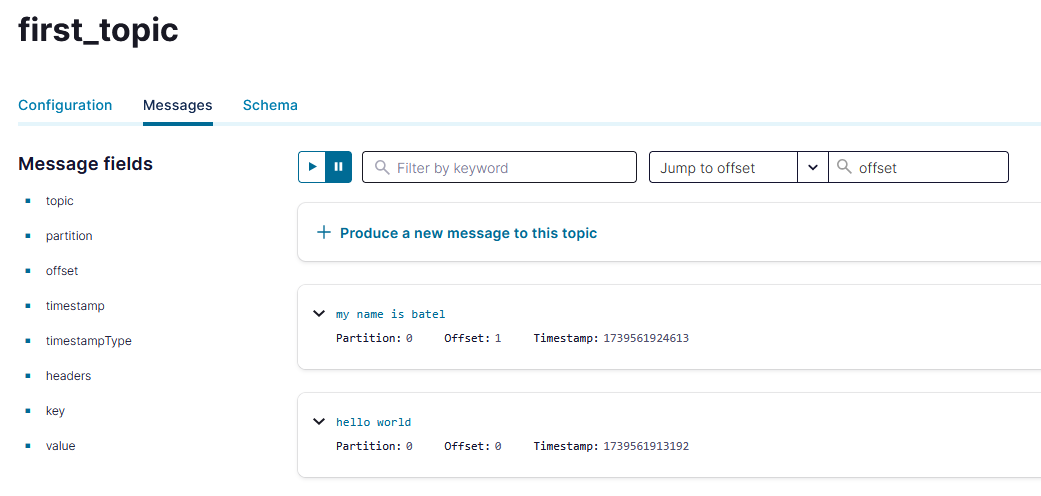 first_topic
Configuration Messages Schema
Message fields
topic
partition
offset
timestamp
timestampType
headers
key
value
Filter by keyword Jump to offset offset
Produce a new message to this topic
my name is batel
Partition: 0 Offset: 1 Timestamp: 1739561924613
hello world
Partition: 0 Offset: 0 Timestamp: 1739561913192